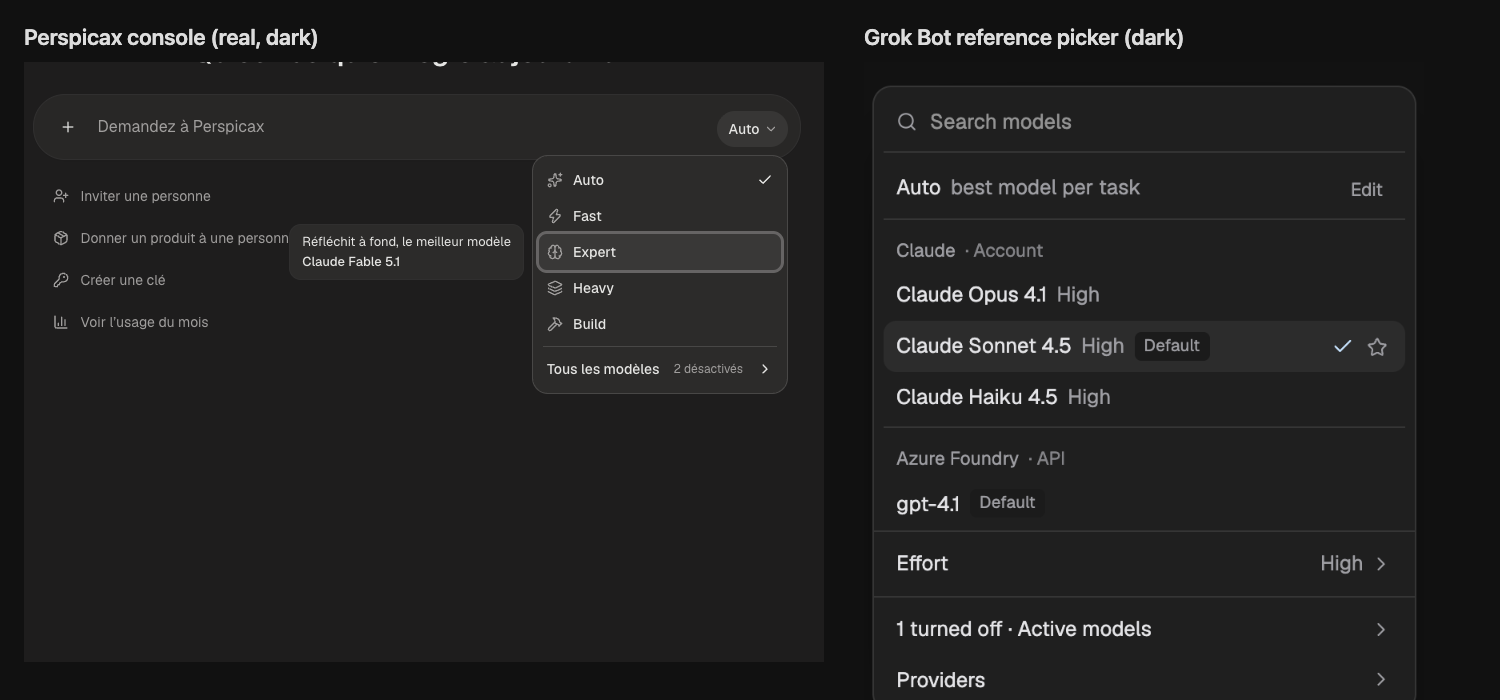 Perspicax console (real, dark)
Demandez à Perspicax
Auto
Inviter une personne
Donner un produit à une personn
Créer une clé
Voir l'usage du mois
Réfléchit à fond, le meilleur modèle
Claude Fable 5.1
Auto
Fast
Expert
Heavy
Build
Tous les modèles 2 désactivés
Grok Bot reference picker (dark)
Search models
Auto best model per task Edit
Claude · Account
Claude Opus 4.1 High
Claude Sonnet 4.5 High Default
Claude Haiku 4.5 High
Azure Foundry · API
gpt-4.1 Default
Effort High
1 turned off · Active models
Providers